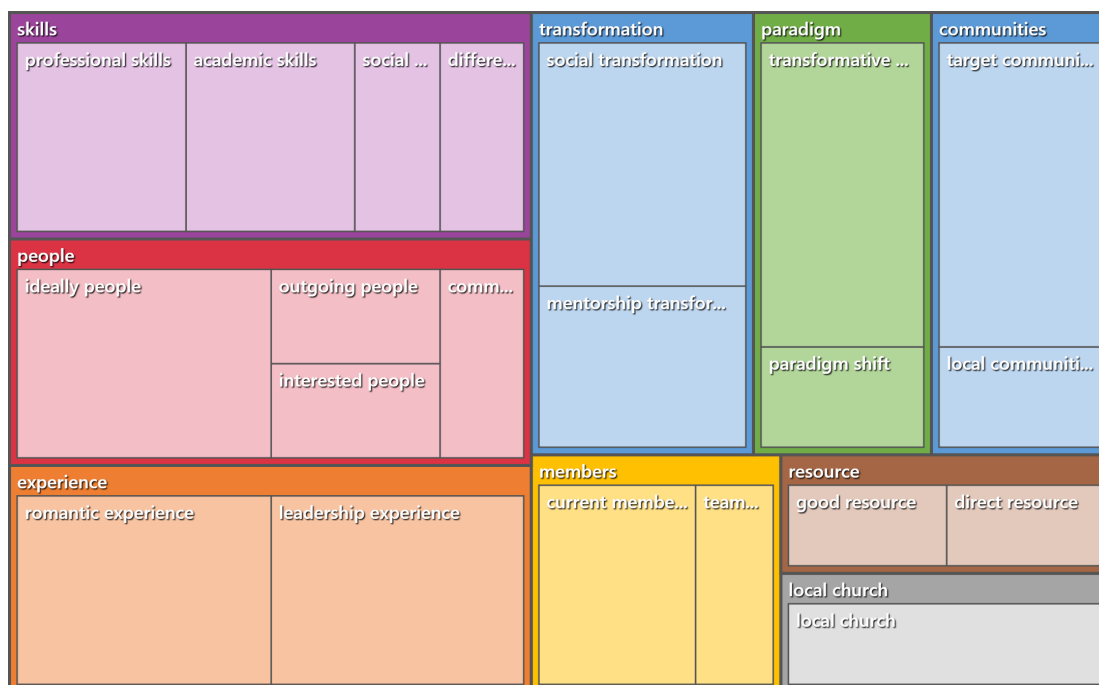 skills
professional skills
academic skills
social ...
differe...
people
ideally people
outgoing people
interested people
comm...
experience
romantic experience
leadership experience
transformation
social transformation
mentorship transfor...
paradigm
transformative ...
paradigm shift
communities
target communi...
local communiti...
members
current membe...
team...
resource
good resource
direct resource
local church
local church